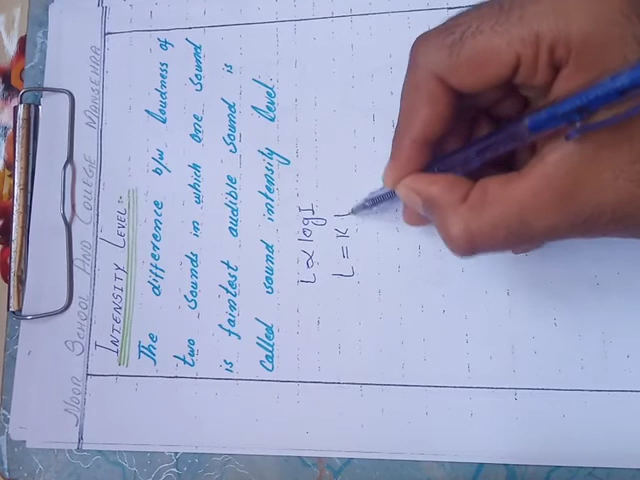 NOOR SCHOOL AND COLLEGE MANSEHRA
INTENSITY LEVEL:-
The difference b/w loudness of
two sounds in which one sound
is faintest audible sound is
called sound intensity level.
L ∝ log I
L = K l